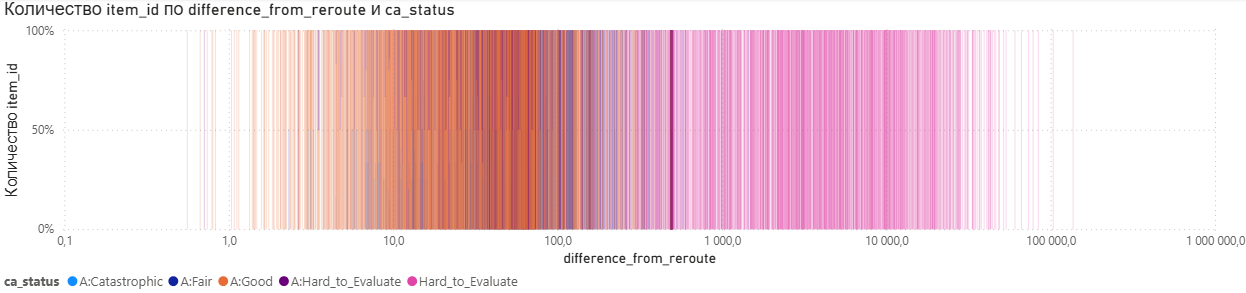 Количество item_id по difference_from_reroute и ca_status
100%
50%
0%
Количество item_id
0,1 1,0 10,0 100,0 1 000,0 10 000,0 100 000,0 1 000 000,0
difference_from_reroute
ca_status A:Catastrophic A:Fair A:Good A:Hard_to_Evaluate Hard_to_Evaluate